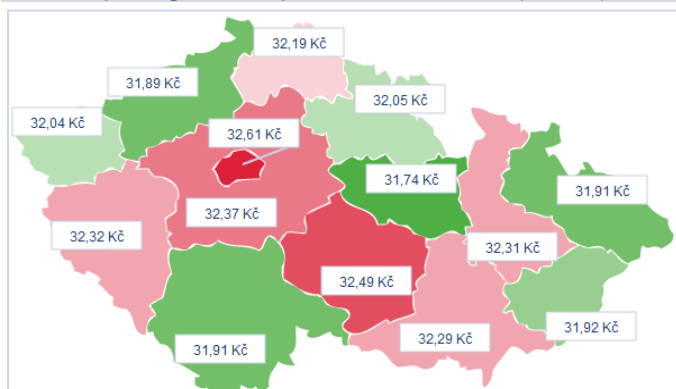 32,19 Kč
31,89 Kč
32,05 Kč
32,04 Kč
32,61 Kč
31,74 Kč
31,91 Kč
32,37 Kč
32,32 Kč
32,31 Kč
32,49 Kč
31,92 Kč
32,29 Kč
31,91 Kč